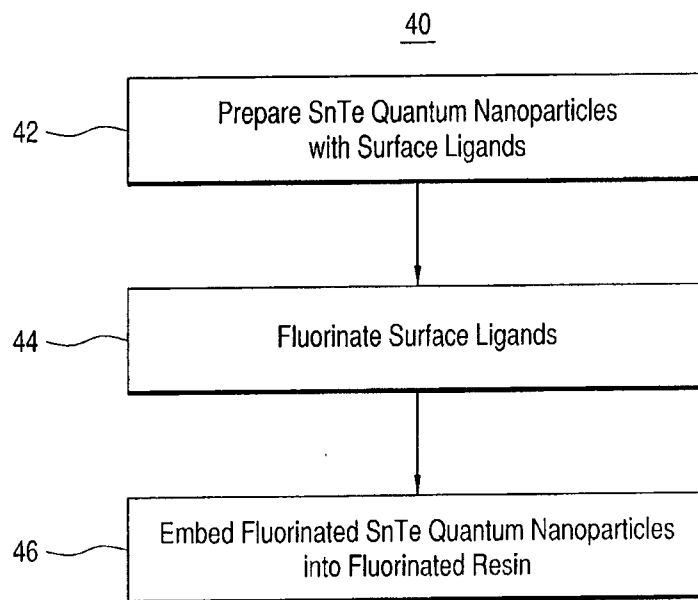 40
42
Prepare SnTe Quantum Nanoparticles
with Surface Ligands
44
Fluorinate Surface Ligands
46
Embed Fluorinated SnTe Quantum Nanoparticles
into Fluorinated Resin